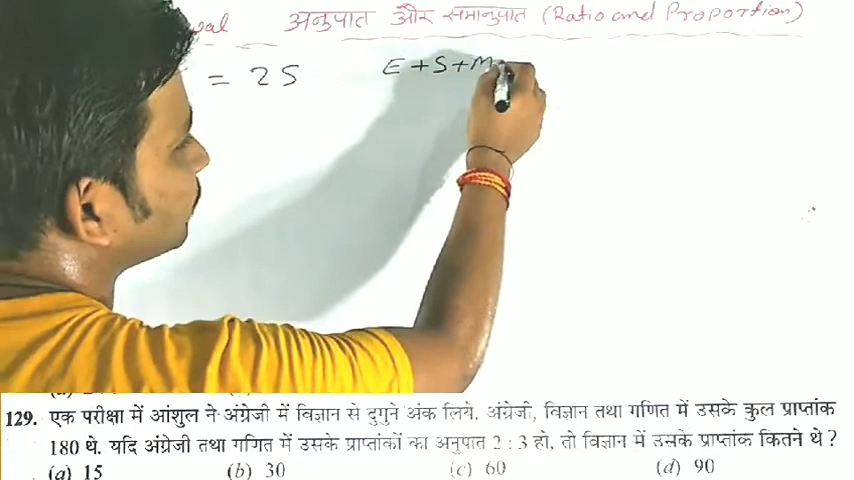 अनुपात और समानुपात (Ratio and Proportion)
= 2S E+S+M
129. एक परीक्षा में आंशुल ने अंग्रेजी में विज्ञान से दुगुने अंक लिये. अंग्रेजी, विज्ञान तथा गणित में उसके कुल प्राप्तांक
180 थे. यदि अंग्रेजी तथा गणित में उसके प्राप्तांकों का अनुपात 2 : 3 हो, तो विज्ञान में उसके प्राप्तांक कितने थे ?
(a) 15 (b) 30 (c) 60 (d) 90